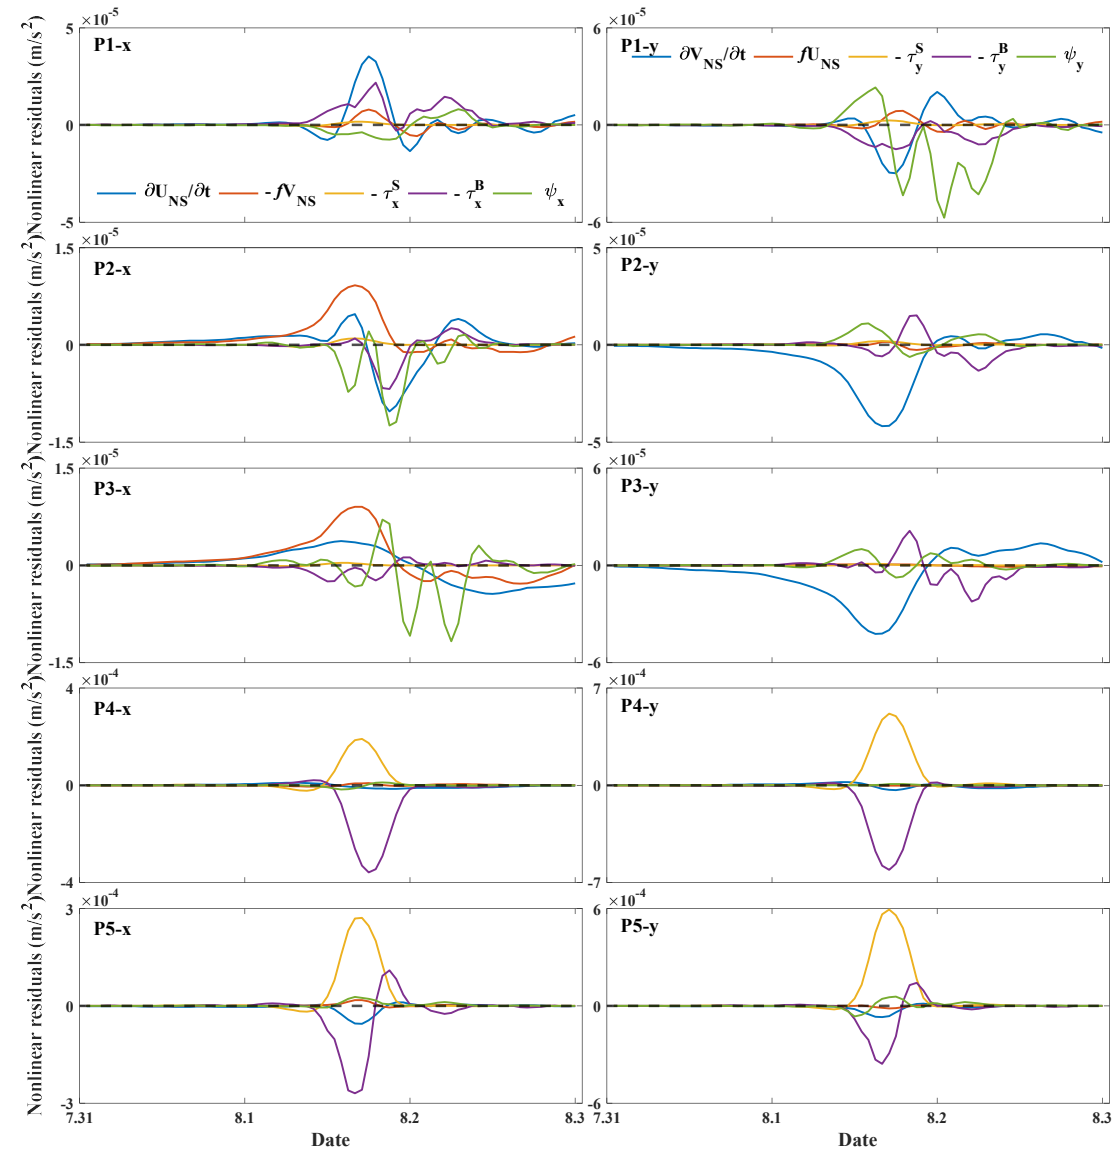 ×10⁻⁵ ×10⁻⁵
5 6
P1-x P1-y ∂V_NS/∂t fU_NS - τ_y^S - τ_y^B ψ_y
Nonlinear residuals (m/s²)
0 0
∂U_NS/∂t - fV_NS - τ_x^S - τ_x^B ψ_x
-5 -6
×10⁻⁵ ×10⁻⁵
1.5 5
P2-x P2-y
Nonlinear residuals (m/s²)
0 0
-1.5 -5
×10⁻⁵ ×10⁻⁵
1.5 6
P3-x P3-y
Nonlinear residuals (m/s²)
0 0
-1.5 -6
×10⁻⁴ ×10⁻⁴
4 7
P4-x P4-y
Nonlinear residuals (m/s²)
0 0
-4 -7
×10⁻⁴ ×10⁻⁴
3 6
P5-x P5-y
Nonlinear residuals (m/s²)
0 0
-3 -6
7.31 8.1 8.2 8.3 7.31 8.1 8.2 8.3
Date Date